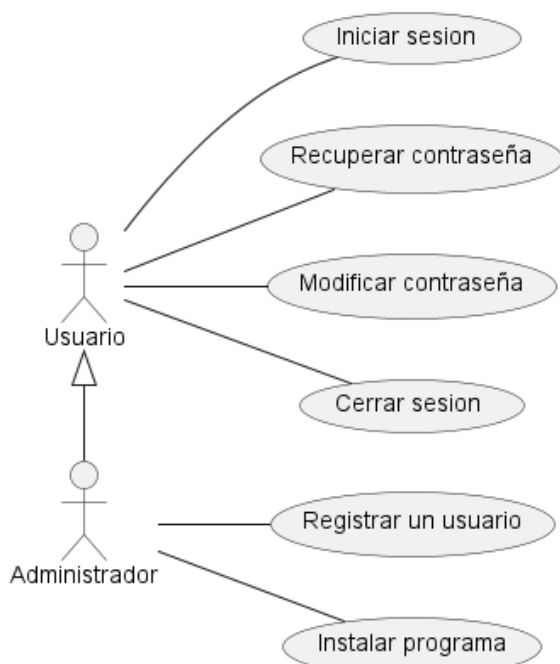 Iniciar sesion
Recuperar contraseña
Modificar contraseña
Usuario
Cerrar sesion
Registrar un usuario
Administrador
Instalar programa